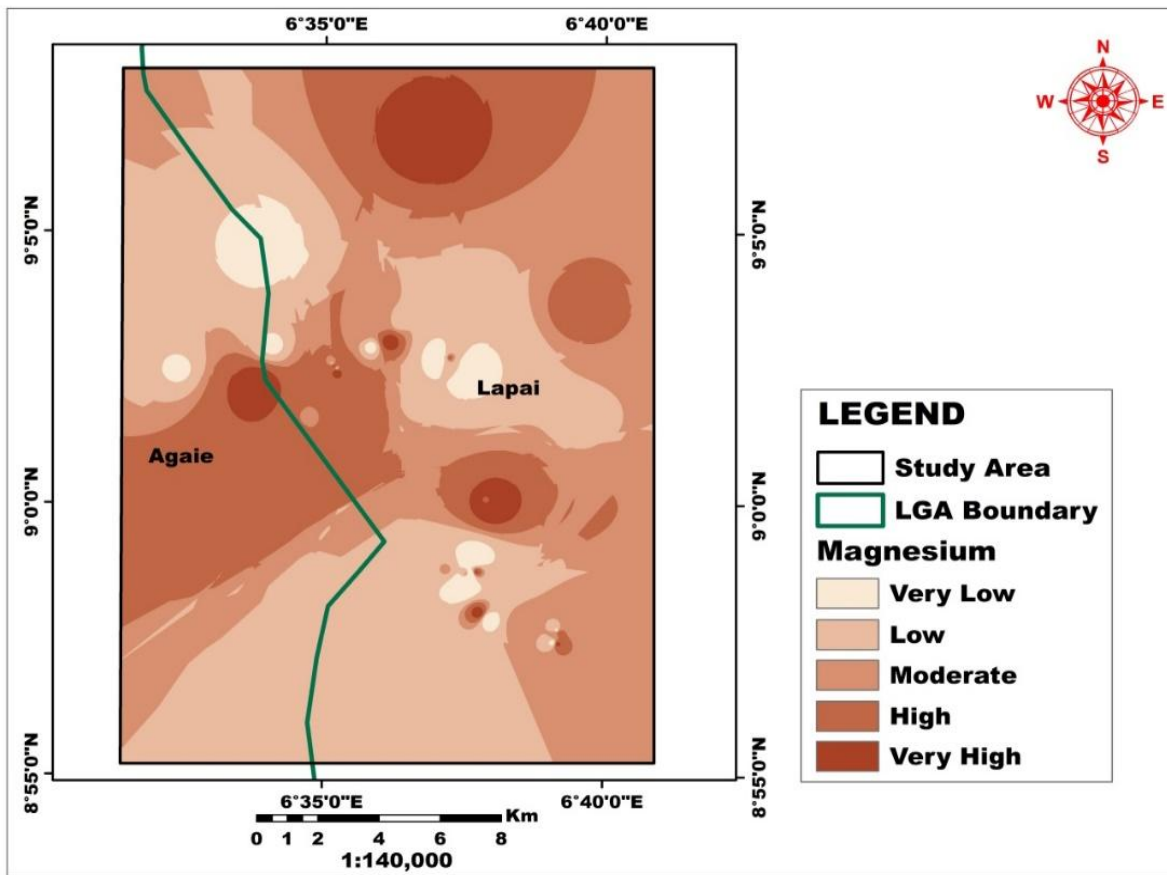 6°35'0"E
6°40'0"E
N
W
E
S
9°5'0"N
9°5'0"N
Lapai
Agaie
9°0'0"N
9°0'0"N
LEGEND
Study Area
LGA Boundary
Magnesium
Very Low
Low
Moderate
High
Very High
8°55'0"N
8°55'0"N
6°35'0"E
6°40'0"E
Km
0 1 2 4 6 8
1:140,000